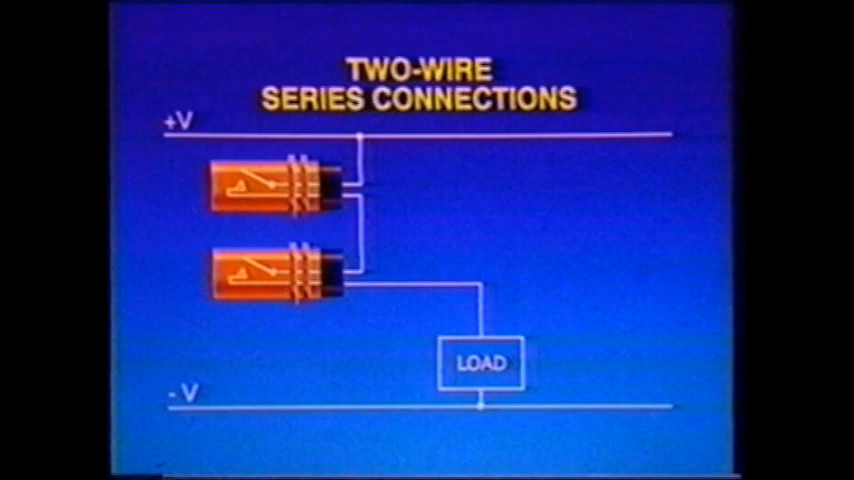 TWO-WIRE
SERIES CONNECTIONS
+V
LOAD
- V